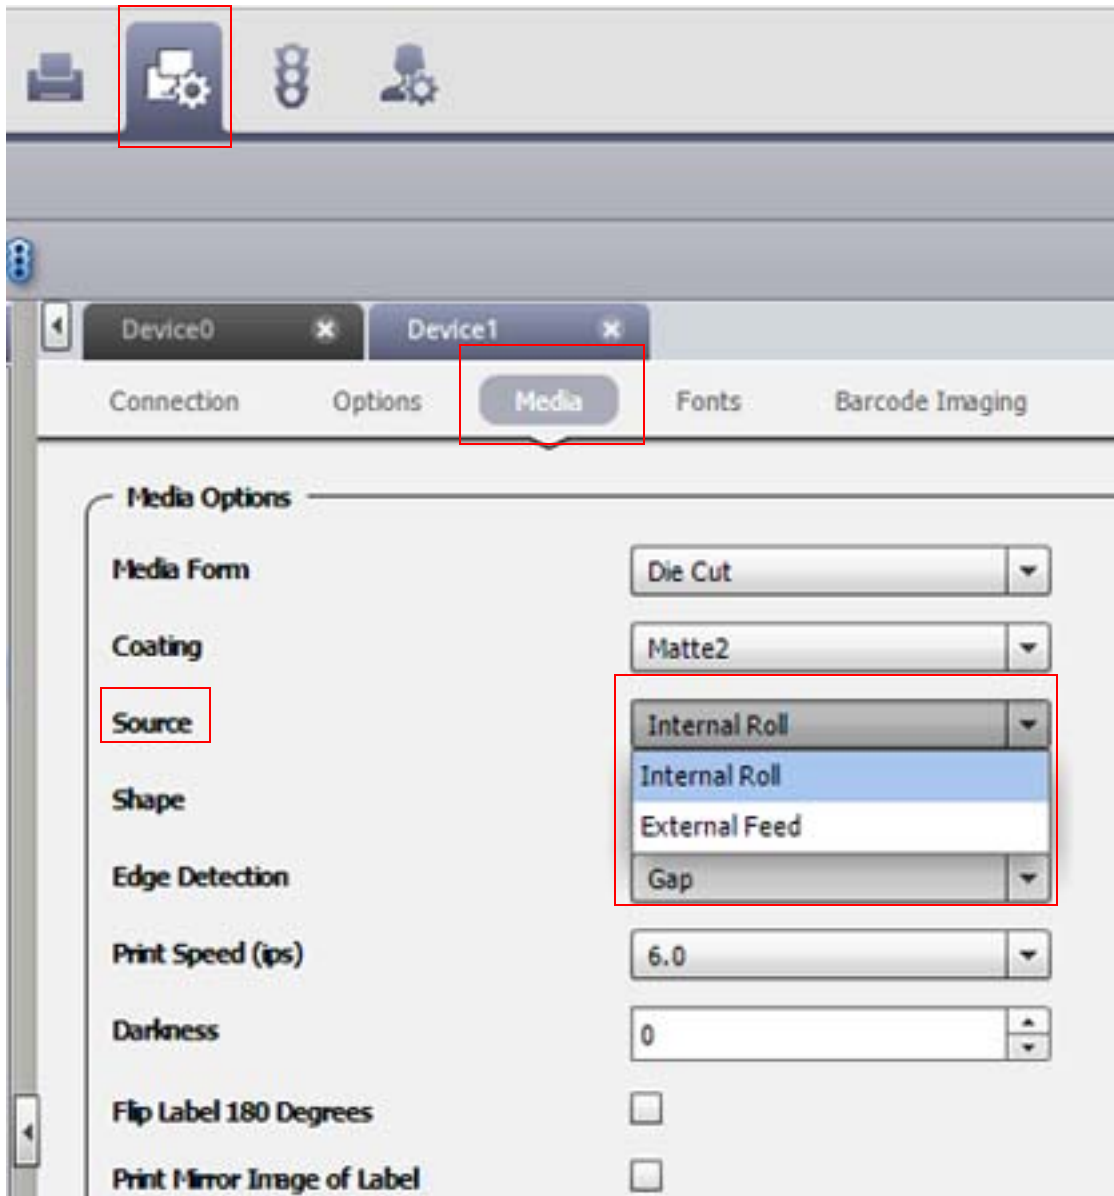 Device0
Device1
Connection Options Media Fonts Barcode Imaging
Media Options
Media Form Die Cut
Coating Matte2
Source Internal Roll
Internal Roll
Shape
External Feed
Edge Detection Gap
Print Speed (ips) 6.0
Darkness 0
Flip Label 180 Degrees
Print Mirror Image of Label